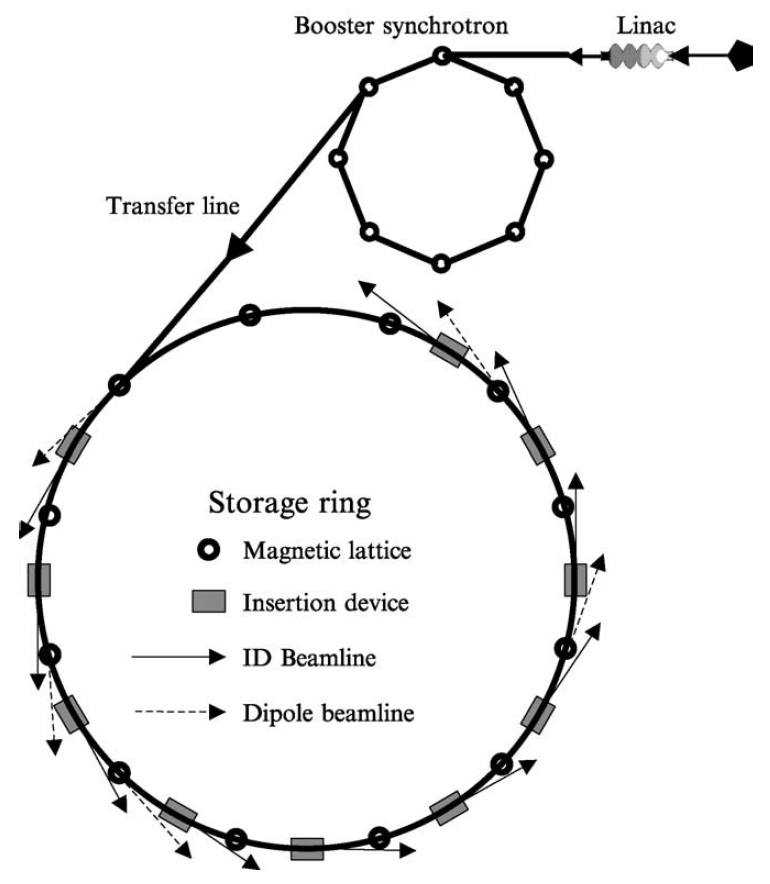 Booster synchrotron
Linac
Transfer line
Storage ring
Magnetic lattice
Insertion device
ID Beamline
Dipole beamline